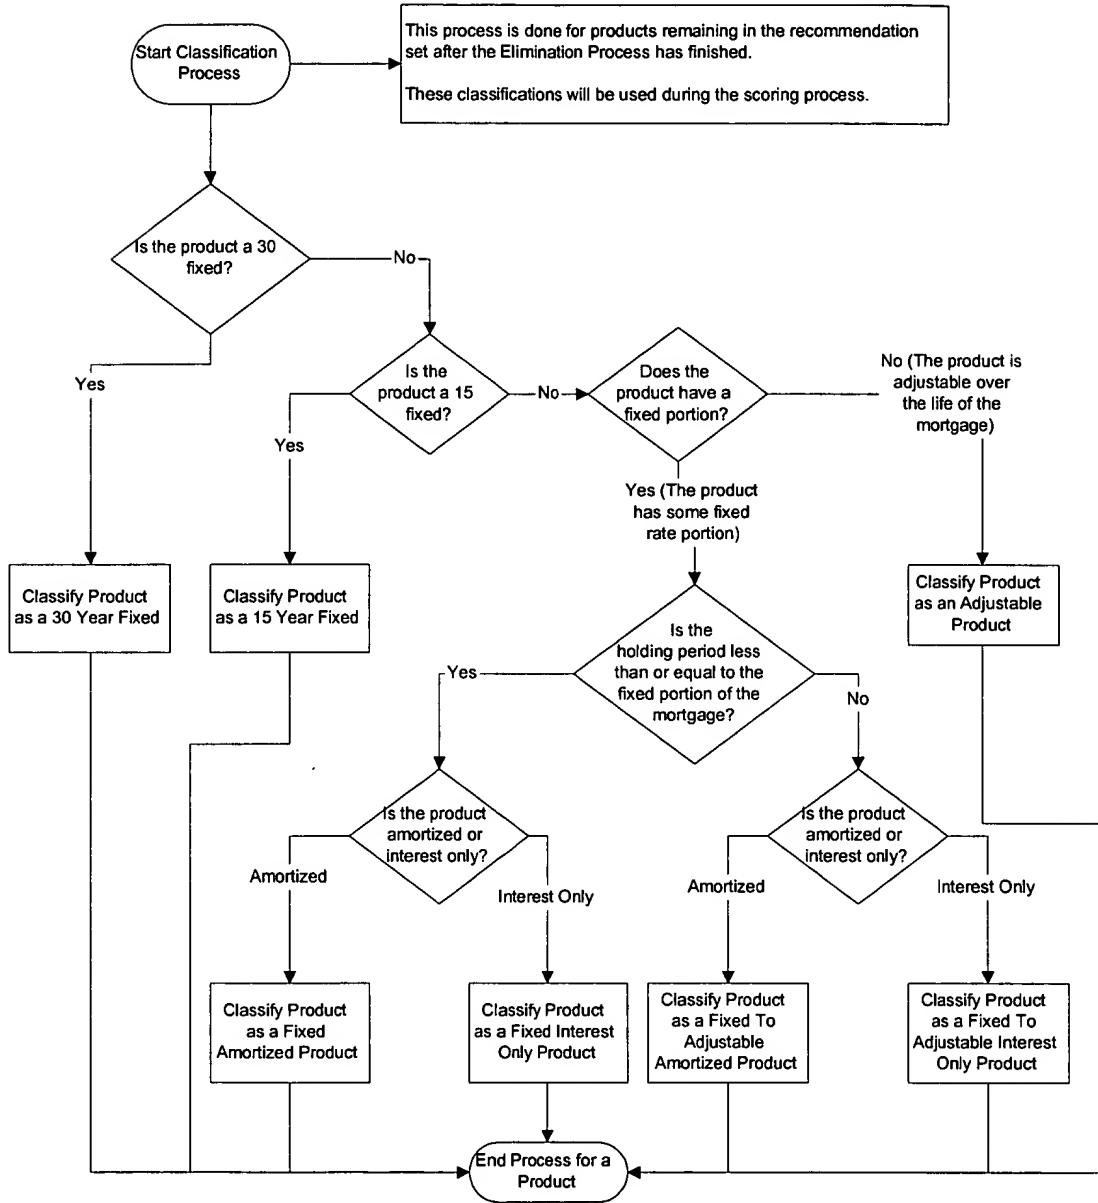 Start Classification
Process
This process is done for products remaining in the recommendation
set after the Elimination Process has finished.
These classifications will be used during the scoring process.
Is the product a 30
fixed?
No
Yes
Is the
product a 15
fixed?
No
Yes
Does the
product have a
fixed portion?
No (The product is
adjustable over
the life of the
mortgage)
Yes (The product
has some fixed
rate portion)
Classify Product
as a 30 Year Fixed
Classify Product
as a 15 Year Fixed
Classify Product
as an Adjustable
Product
Is the
holding period less
than or equal to the
fixed portion of the
mortgage?
Yes
No
Is the product
amortized or
interest only?
Amortized
Interest Only
Is the product
amortized or
interest only?
Amortized
Interest Only
Classify Product
as a Fixed
Amortized Product
Classify Product
as a Fixed Interest
Only Product
Classify Product
as a Fixed To
Adjustable
Amortized Product
Classify Product
as a Fixed To
Adjustable Interest
Only Product
End Process for a
Product